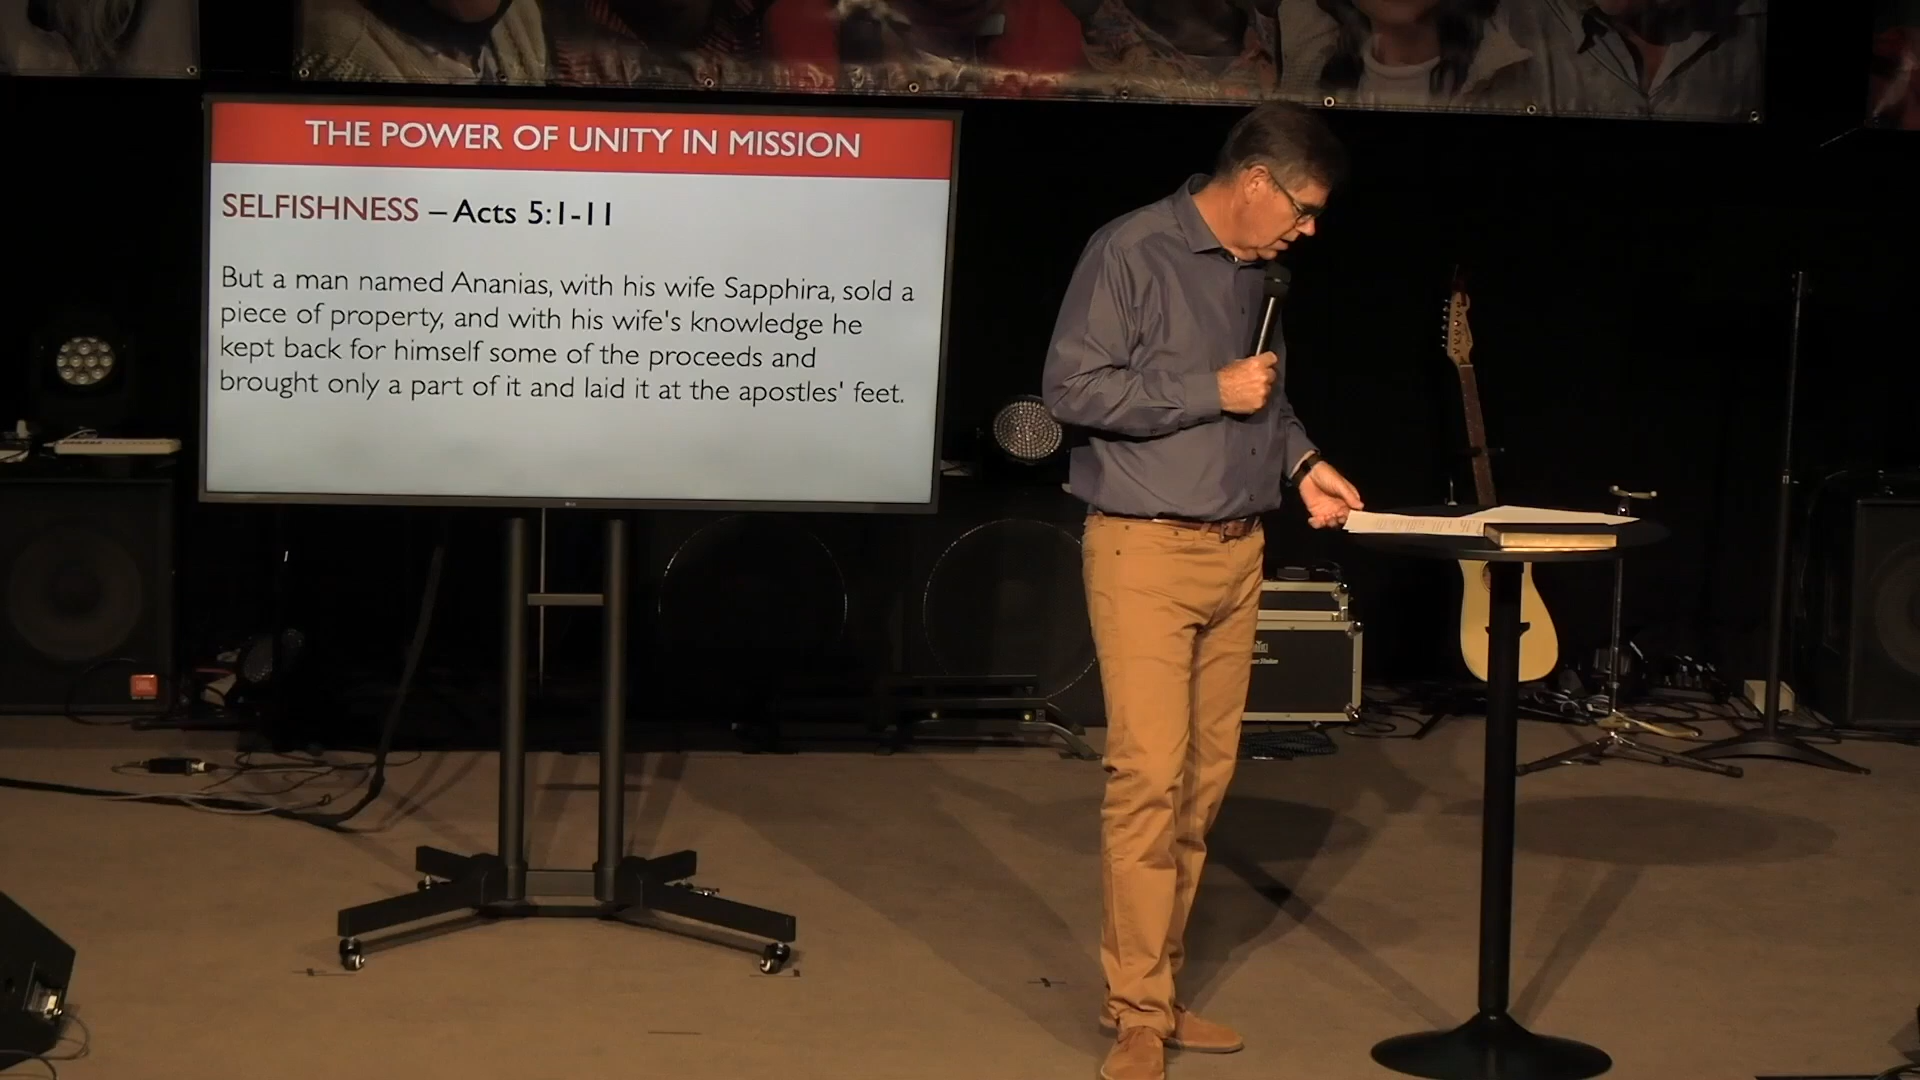 THE POWER OF UNITY IN MISSION
SELFISHNESS – Acts 5:1-11
But a man named Ananias, with his wife Sapphira, sold a
piece of property, and with his wife's knowledge he
kept back for himself some of the proceeds and
brought only a part of it and laid it at the apostles' feet.
LG
JBL